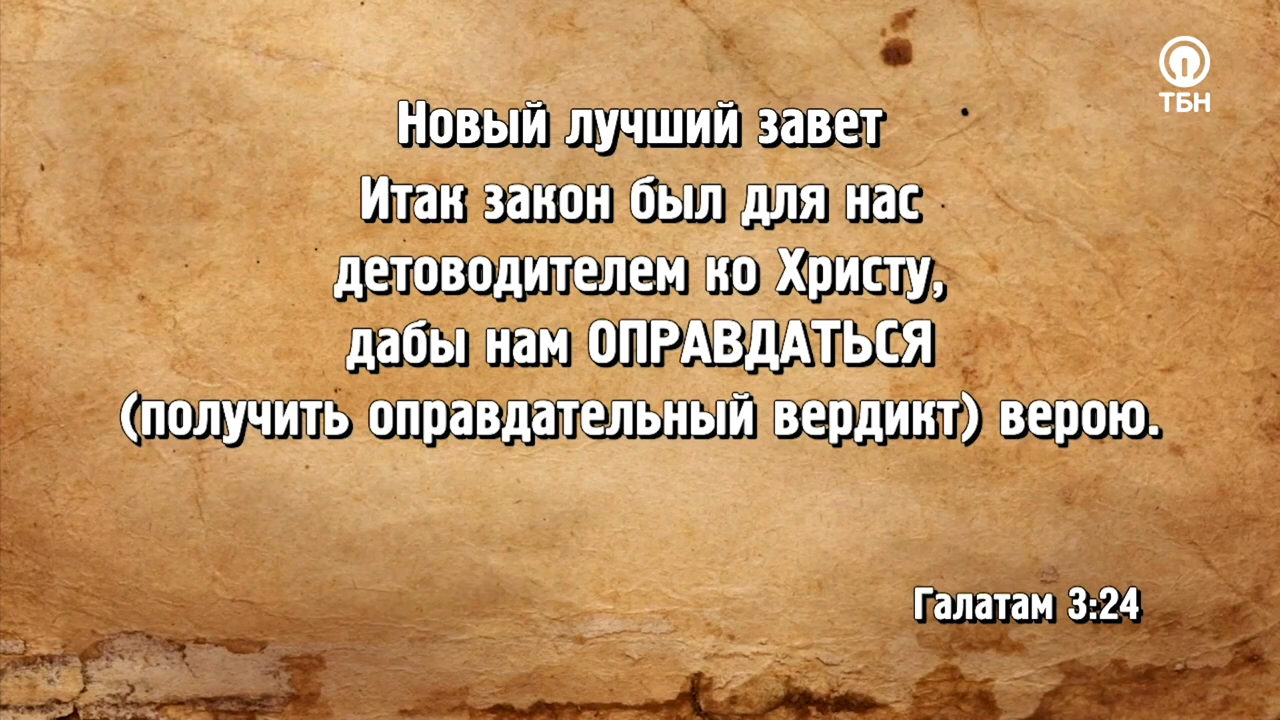 ТБН
Новый лучший завет
Итак закон был для нас
детоводителем ко Христу,
дабы нам ОПРАВДАТЬСЯ
(получить оправдательный вердикт) верою.
Галатам 3:24